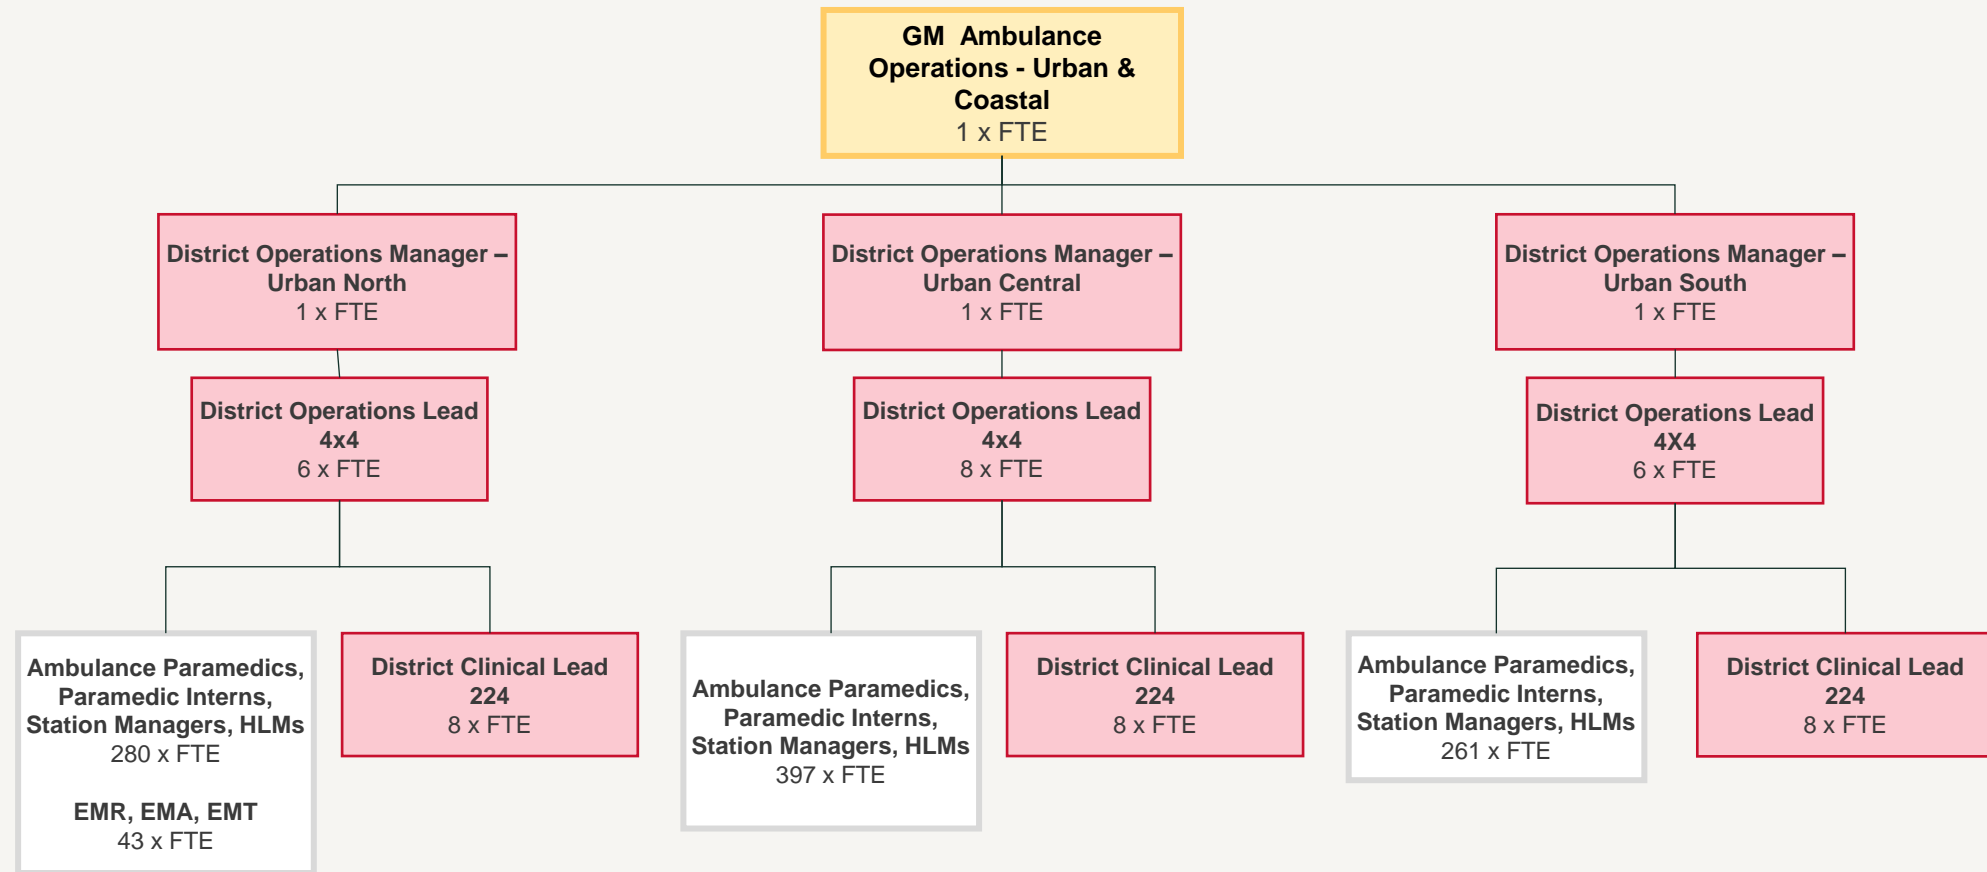 GM Ambulance
Operations - Urban &
Coastal
1 x FTE
District Operations Manager –
Urban North
1 x FTE
District Operations Manager –
Urban Central
1 x FTE
District Operations Manager –
Urban South
1 x FTE
District Operations Lead
4x4
6 x FTE
District Operations Lead
4x4
8 x FTE
District Operations Lead
4X4
6 x FTE
Ambulance Paramedics,
Paramedic Interns,
Station Managers, HLMs
280 x FTE
EMR, EMA, EMT
43 x FTE
District Clinical Lead
224
8 x FTE
Ambulance Paramedics,
Paramedic Interns,
Station Managers, HLMs
397 x FTE
District Clinical Lead
224
8 x FTE
Ambulance Paramedics,
Paramedic Interns,
Station Managers, HLMs
261 x FTE
District Clinical Lead
224
8 x FTE